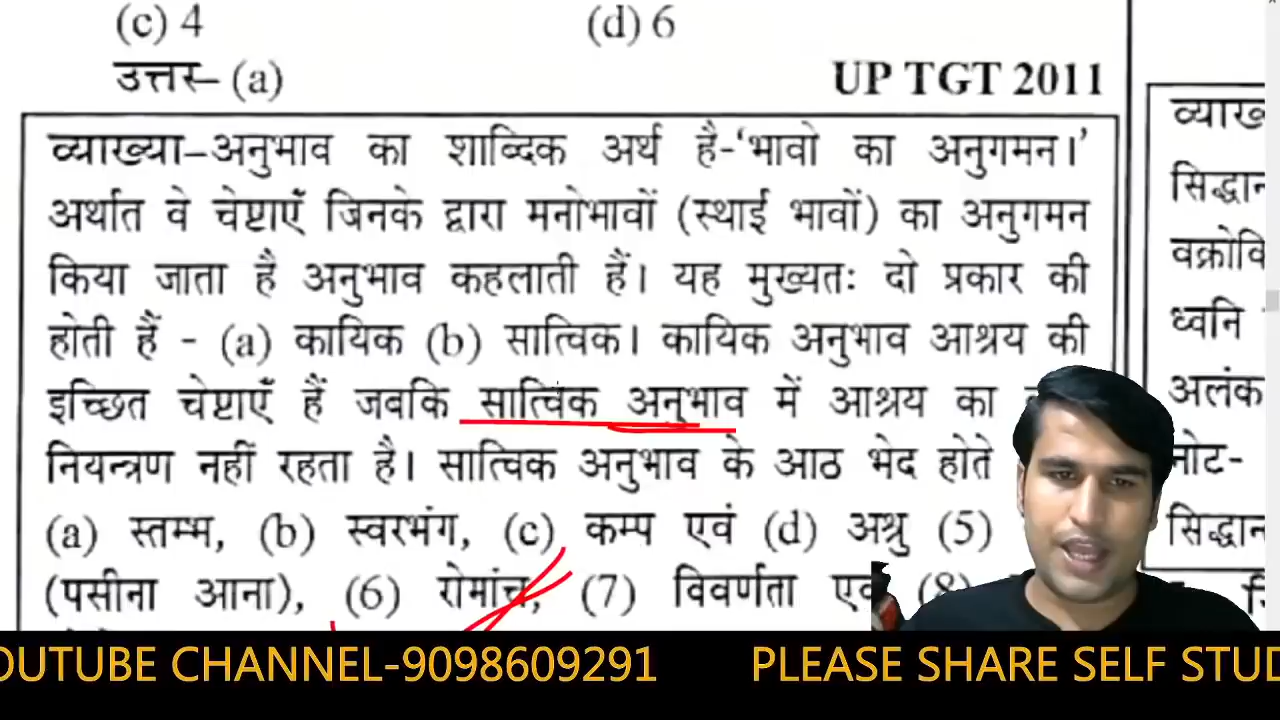 (c) 4 (d) 6
उत्तर– (a) UP TGT 2011
व्याख्या–अनुभाव का शाब्दिक अर्थ है-‘भावो का अनुगमन।’
अर्थात वे चेष्टाएँ जिनके द्वारा मनोभावों (स्थाई भावों) का अनुगमन
किया जाता है अनुभाव कहलाती हैं। यह मुख्यतः दो प्रकार की
होती हैं - (a) कायिक (b) सात्विक। कायिक अनुभाव आश्रय की
इच्छित चेष्टाएँ हैं जबकि सात्विक अनुभाव में आश्रय का
नियन्त्रण नहीं रहता है। सात्विक अनुभाव के आठ भेद होते
(a) स्तम्भ, (b) स्वरभंग, (c) कम्प एवं (d) अश्रु (5)
(पसीना आना), (6) रोमांच, (7) विवर्णता एवं (8)
ध्वनि
नोट-
OUTUBE CHANNEL-9098609291 PLEASE SHARE SELF STUD